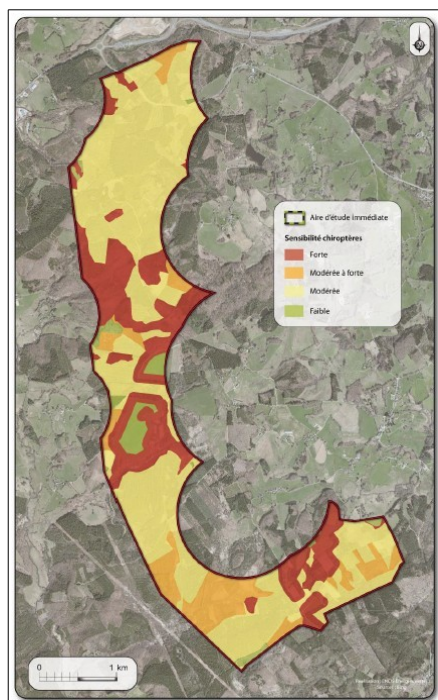 N
Aire d'étude immédiate
Sensibilité chiroptères
Forte
Modérée à forte
Modérée
Faible
0 1 km